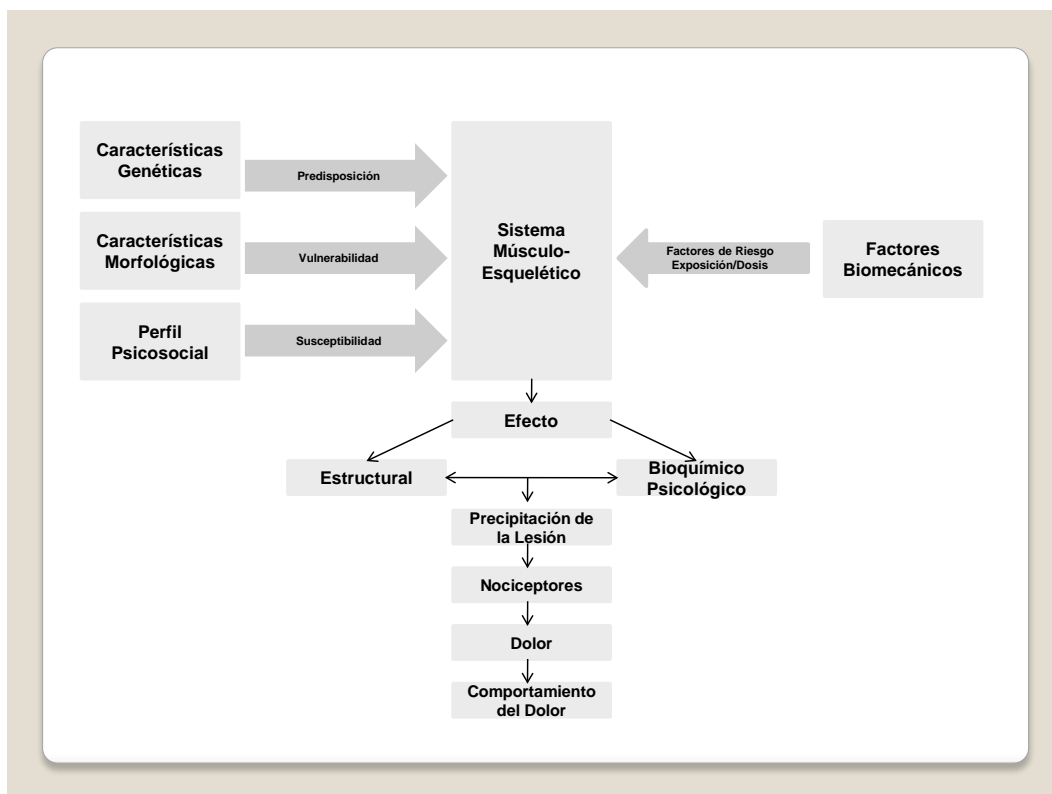 Características
Genéticas
Predisposición
Características
Morfológicas
Vulnerabilidad
Perfil
Psicosocial
Susceptibilidad
Sistema
Músculo-
Esquelético
Factores de Riesgo
Exposición/Dosis
Factores
Biomecánicos
Efecto
Estructural
Bioquímico
Psicológico
Precipitación de
la Lesión
Nociceptores
Dolor
Comportamiento
del Dolor